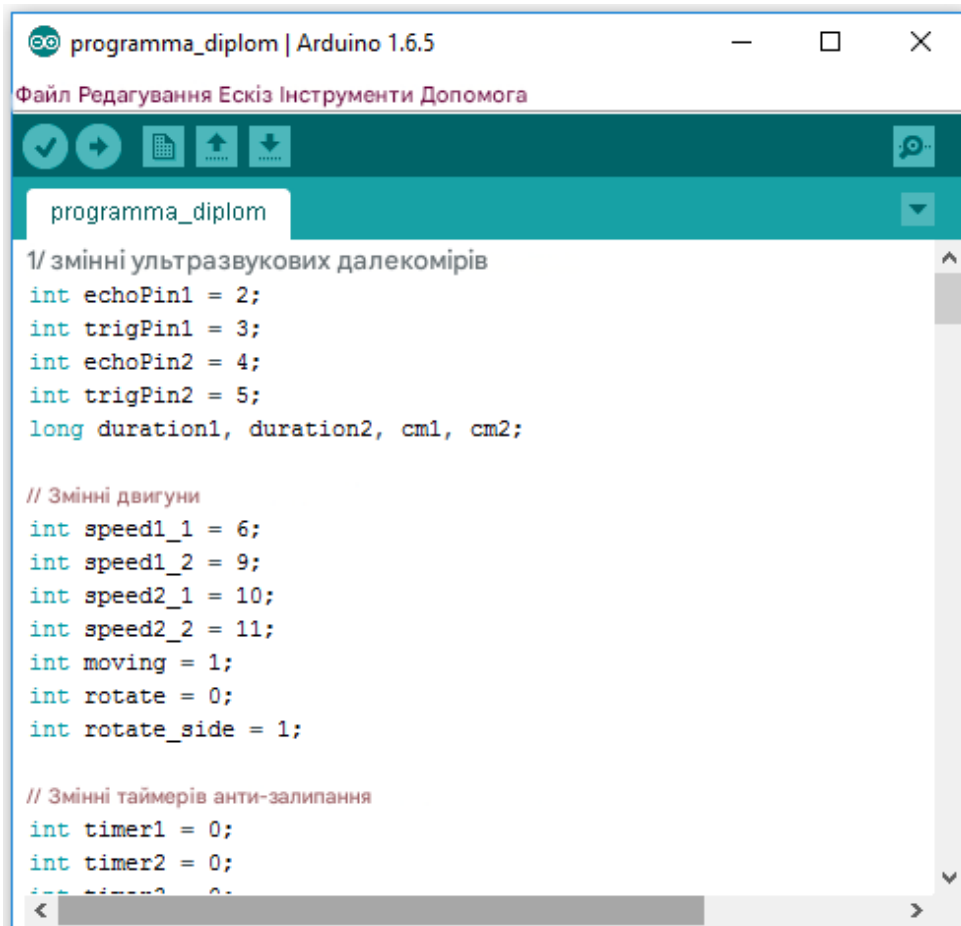 programma_diplom | Arduino 1.6.5
Файл Редагування Ескіз Інструменти Допомога
programma_diplom
1/ змінні ультразвукових далекомірів
int echoPin1 = 2;
int trigPin1 = 3;
int echoPin2 = 4;
int trigPin2 = 5;
long duration1, duration2, cm1, cm2;
// Змінні двигуни
int speed1_1 = 6;
int speed1_2 = 9;
int speed2_1 = 10;
int speed2_2 = 11;
int moving = 1;
int rotate = 0;
int rotate_side = 1;
// Змінні таймерів анти-залипання
int timer1 = 0;
int timer2 = 0;